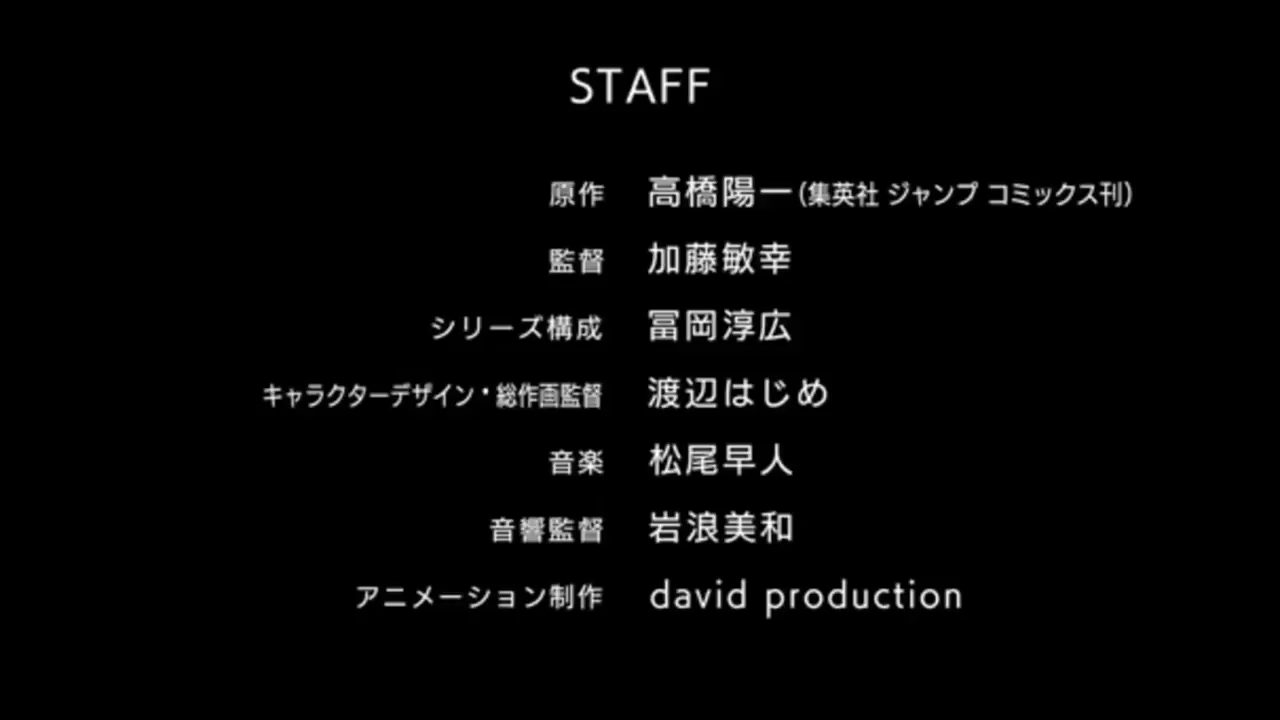 STAFF
原作 高橋陽一(集英社 ジャンプ コミックス刊)
監督 加藤敏幸
シリーズ構成 冨岡淳広
キャラクターデザイン・総作画監督 渡辺はじめ
音楽 松尾早人
音響監督 岩浪美和
アニメーション制作 david production